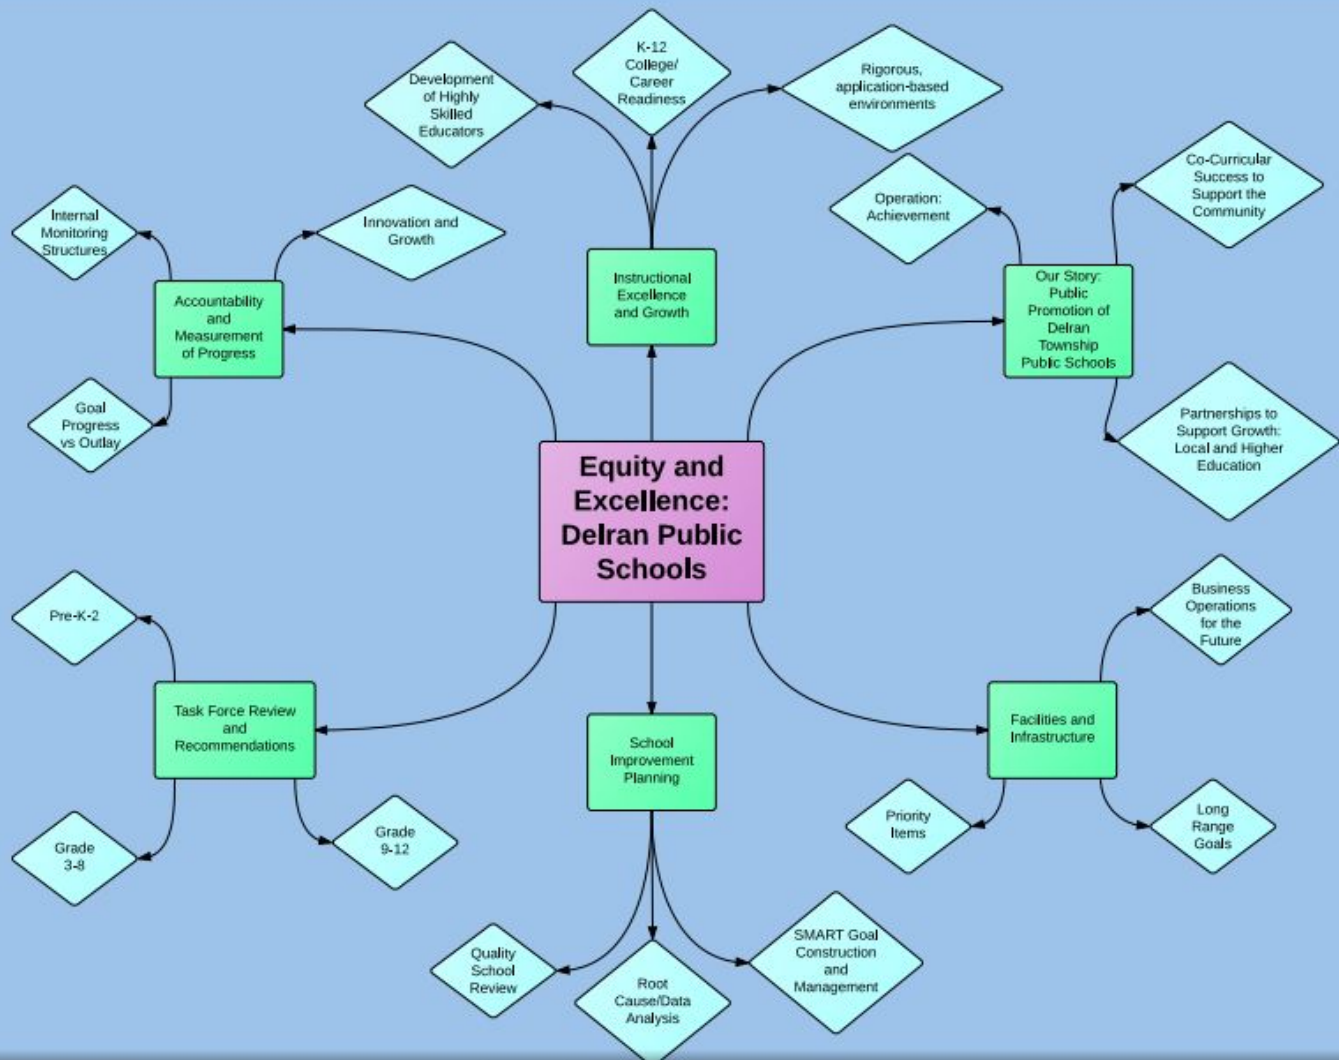 K-12
College/
Career
Readiness
Development
of Highly
Skilled
Educators
Rigorous,
application-based
environments
Internal
Monitoring
Structures
Innovation and
Growth
Operation:
Achievement
Co-Curricular
Success to
Support the
Community
Accountability
and
Measurement
of Progress
Instructional
Excellence
and Growth
Our Story:
Public
Promotion of
Delran
Township
Public Schools
Goal
Progress
vs Outlay
Partnerships to
Support Growth:
Local and Higher
Education
Equity and
Excellence:
Delran Public
Schools
Pre-K-2
Business
Operations
for the
Future
Task Force Review
and
Recommendations
School
Improvement
Planning
Facilities and
Infrastructure
Grade
3-8
Grade
9-12
Priority
Items
Long
Range
Goals
Quality
School
Review
Root
Cause/Data
Analysis
SMART Goal
Construction
and
Management